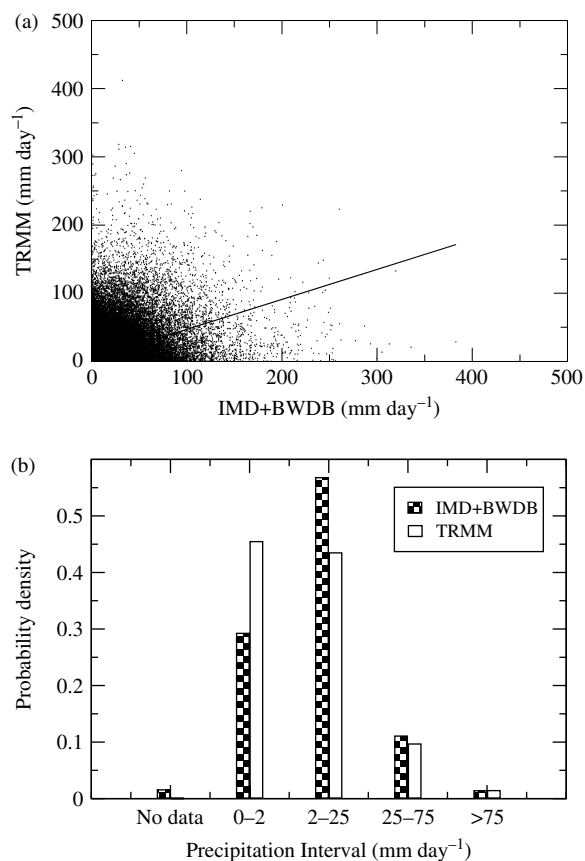 (a)
500
400
300
200
100
0
TRMM (mm day⁻¹)
0 100 200 300 400 500
IMD+BWDB (mm day⁻¹)
(b)
0.5
0.4
0.3
0.2
0.1
0
Probability density
IMD+BWDB
TRMM
No data 0–2 2–25 25–75 >75
Precipitation Interval (mm day⁻¹)